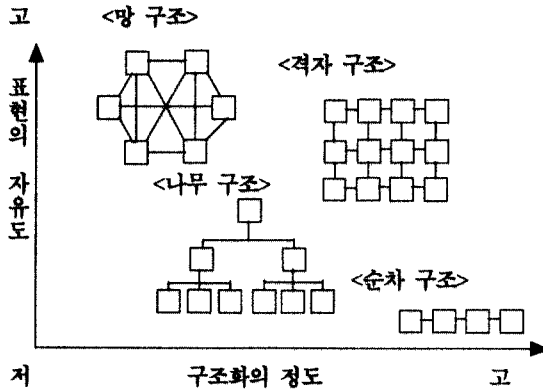 고
<망 구조>
<격자 구조>
표현의 자유도
<나무 구조>
<순차 구조>
저
구조화의 정도
고